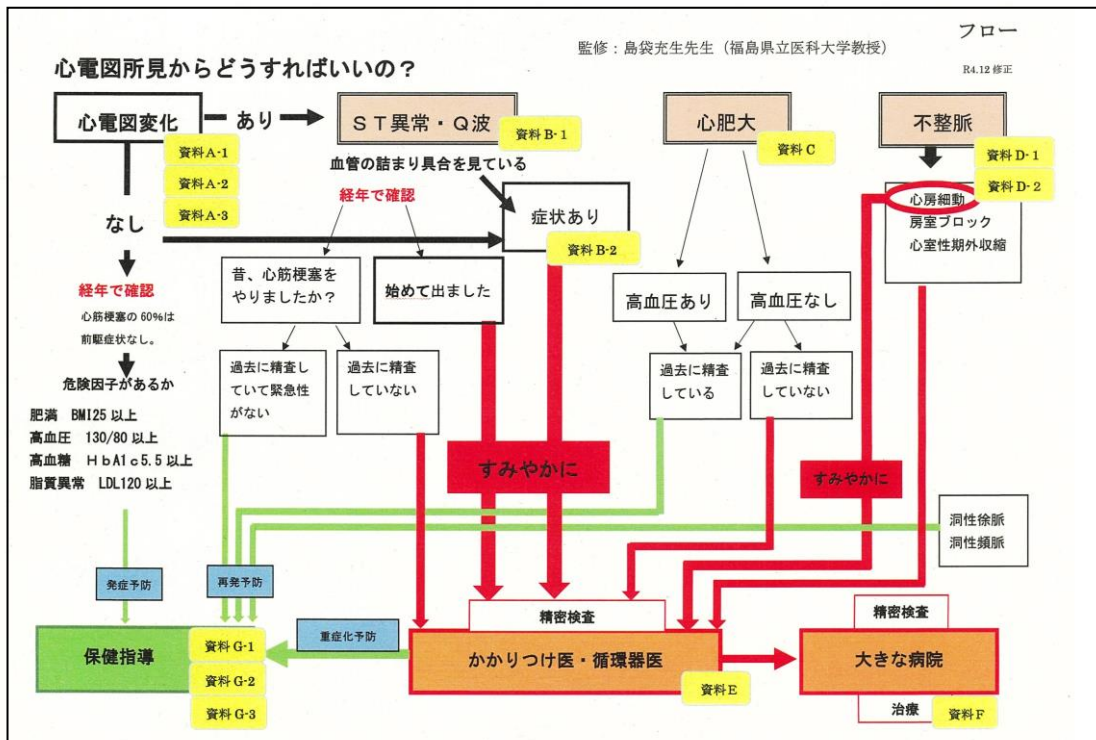 フロー
監修：島袋充生先生（福島県立医科大学教授）
R4.12 修正
心電図所見からどうすればいいの？
心電図変化
資料A-1
資料A-2
資料A-3
あり
ＳＴ異常・Ｑ波
資料B-1
心肥大
資料C
不整脈
資料D-1
資料D-2
血管の詰まり具合を見ている
経年で確認
症状あり
資料B-2
心房細動
房室ブロック
心室性期外収縮
なし
経年で確認
心筋梗塞の 60%は
前駆症状なし。
危険因子があるか
肥満 BMI25 以上
高血圧 130/80 以上
高血糖 ＨｂA1ｃ5.5 以上
脂質異常 LDL120 以上
昔、心筋梗塞を
やりましたか？
始めて出ました
高血圧あり
高血圧なし
過去に精査し
ていて緊急性
がない
過去に精査
していない
過去に精査
している
過去に精査
していない
すみやかに
すみやかに
洞性徐脈
洞性頻脈
発症予防
再発予防
精密検査
精密検査
保健指導
資料G-1
資料G-2
資料G-3
重症化予防
かかりつけ医・循環器医
資料E
大きな病院
治療
資料F